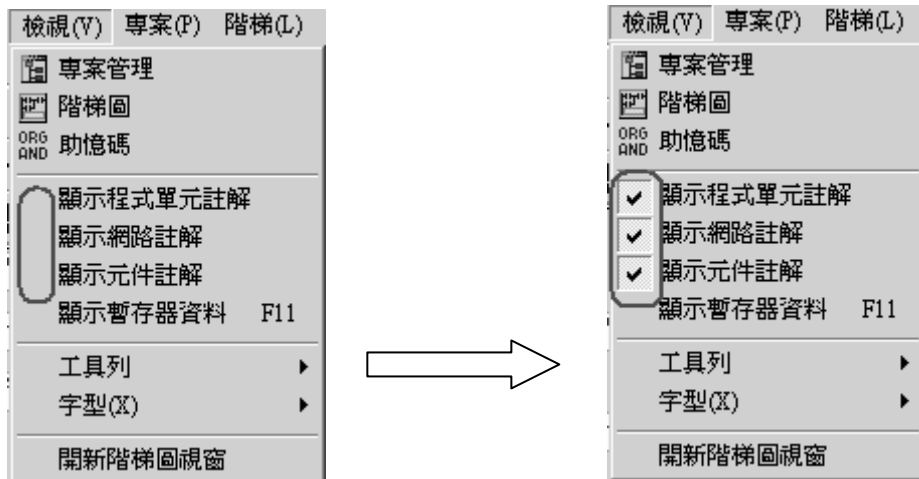 檢視(V) 專案(P) 階梯(L)
專案管理
階梯圖
ORG AND 助憶碼
顯示程式單元註解
顯示網路註解
顯示元件註解
顯示暫存器資料 F11
工具列
字型(X)
開新階梯圖視窗
檢視(V) 專案(P) 階梯(L)
專案管理
階梯圖
ORG AND 助憶碼
顯示程式單元註解
顯示網路註解
顯示元件註解
顯示暫存器資料 F11
工具列
字型(X)
開新階梯圖視窗